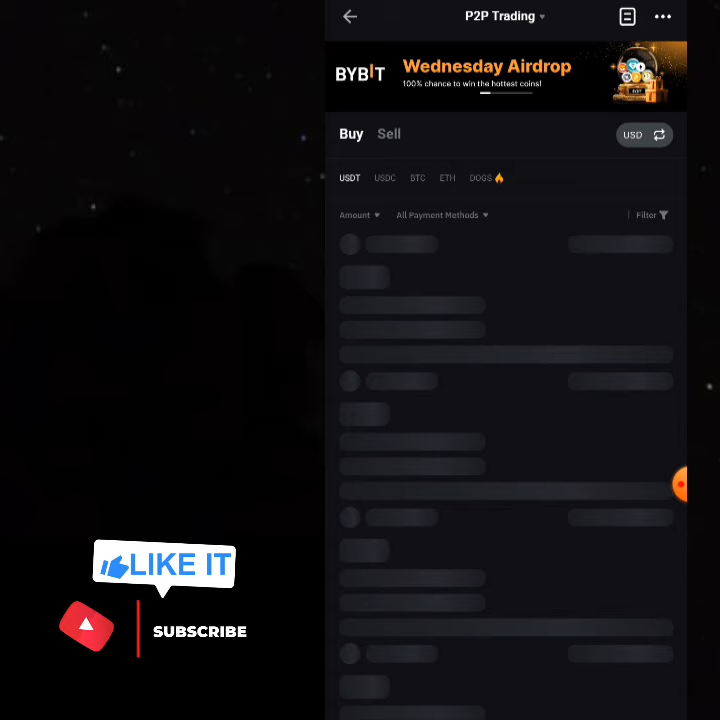 P2P Trading
BYBIT
Wednesday Airdrop
100% chance to win the hottest coins!
Buy Sell
USD
USDT USDC BTC ETH DOGS
Amount All Payment Methods Filter
LIKE IT
SUBSCRIBE